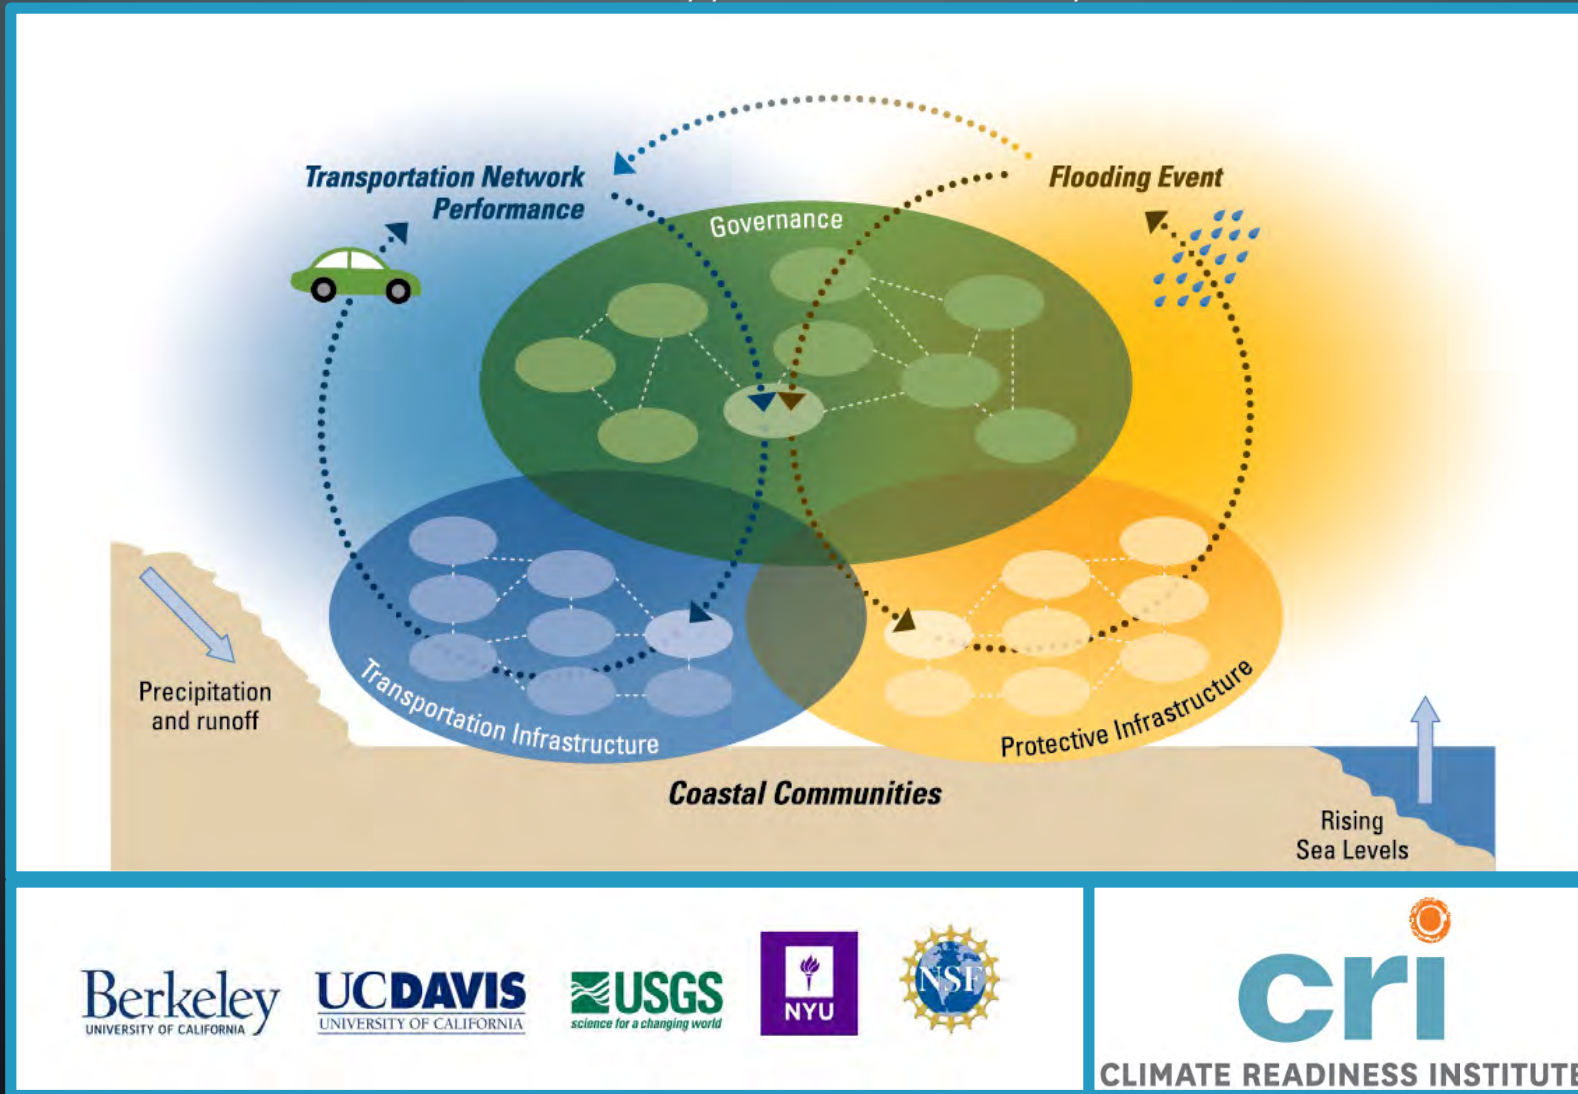 Transportation Network
Performance
Flooding Event
Governance
Transportation Infrastructure
Protective Infrastructure
Precipitation
and runoff
Coastal Communities
Rising
Sea Levels
Berkeley
UNIVERSITY OF CALIFORNIA
UCDAVIS
UNIVERSITY OF CALIFORNIA
USGS
science for a changing world
NYU
NSF
cri
CLIMATE READINESS INSTITUTE